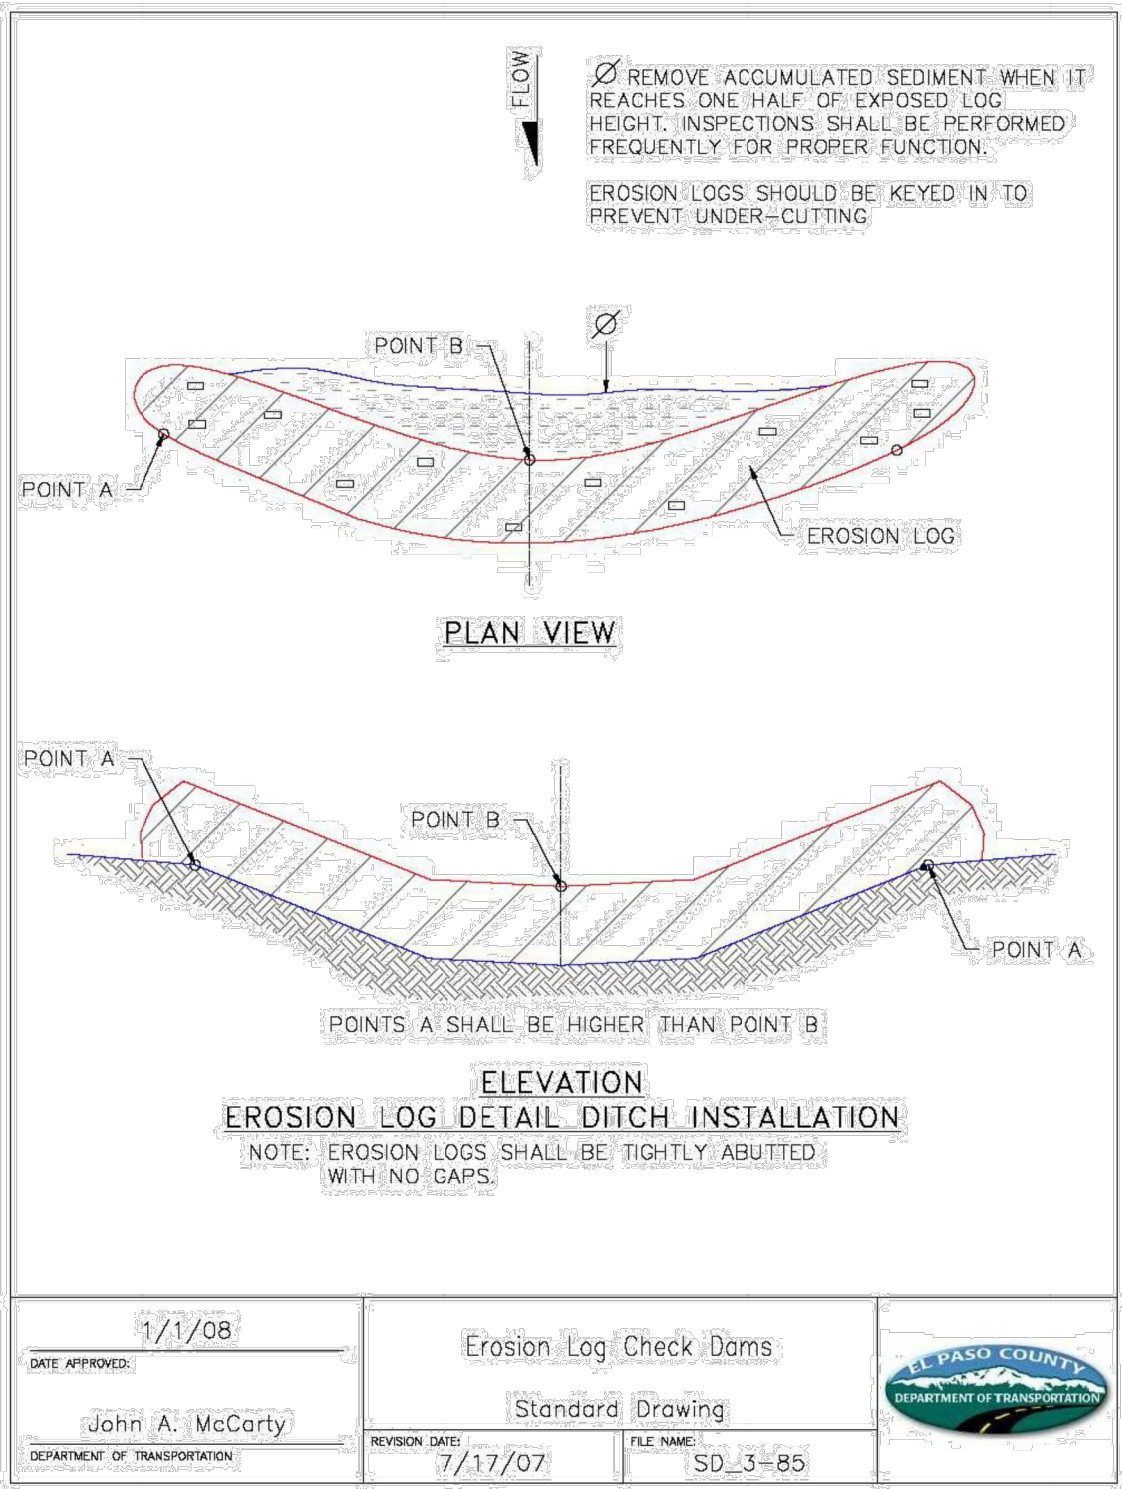 FLOW
∅ REMOVE ACCUMULATED SEDIMENT WHEN IT
REACHES ONE HALF OF EXPOSED LOG
HEIGHT. INSPECTIONS SHALL BE PERFORMED
FREQUENTLY FOR PROPER FUNCTION.
EROSION LOGS SHOULD BE KEYED IN TO
PREVENT UNDER-CUTTING
∅
POINT B
POINT A
EROSION LOG
PLAN VIEW
POINT A
POINT B
POINT A
POINTS A SHALL BE HIGHER THAN POINT B
ELEVATION
EROSION LOG DETAIL DITCH INSTALLATION
NOTE: EROSION LOGS SHALL BE TIGHTLY ABUTTED
WITH NO GAPS.
1/1/08
DATE APPROVED:
John A. McCarty
DEPARTMENT OF TRANSPORTATION
Erosion Log Check Dams
Standard Drawing
REVISION DATE:
7/17/07
FILE NAME:
SD_3-85
EL PASO COUNTY
DEPARTMENT OF TRANSPORTATION